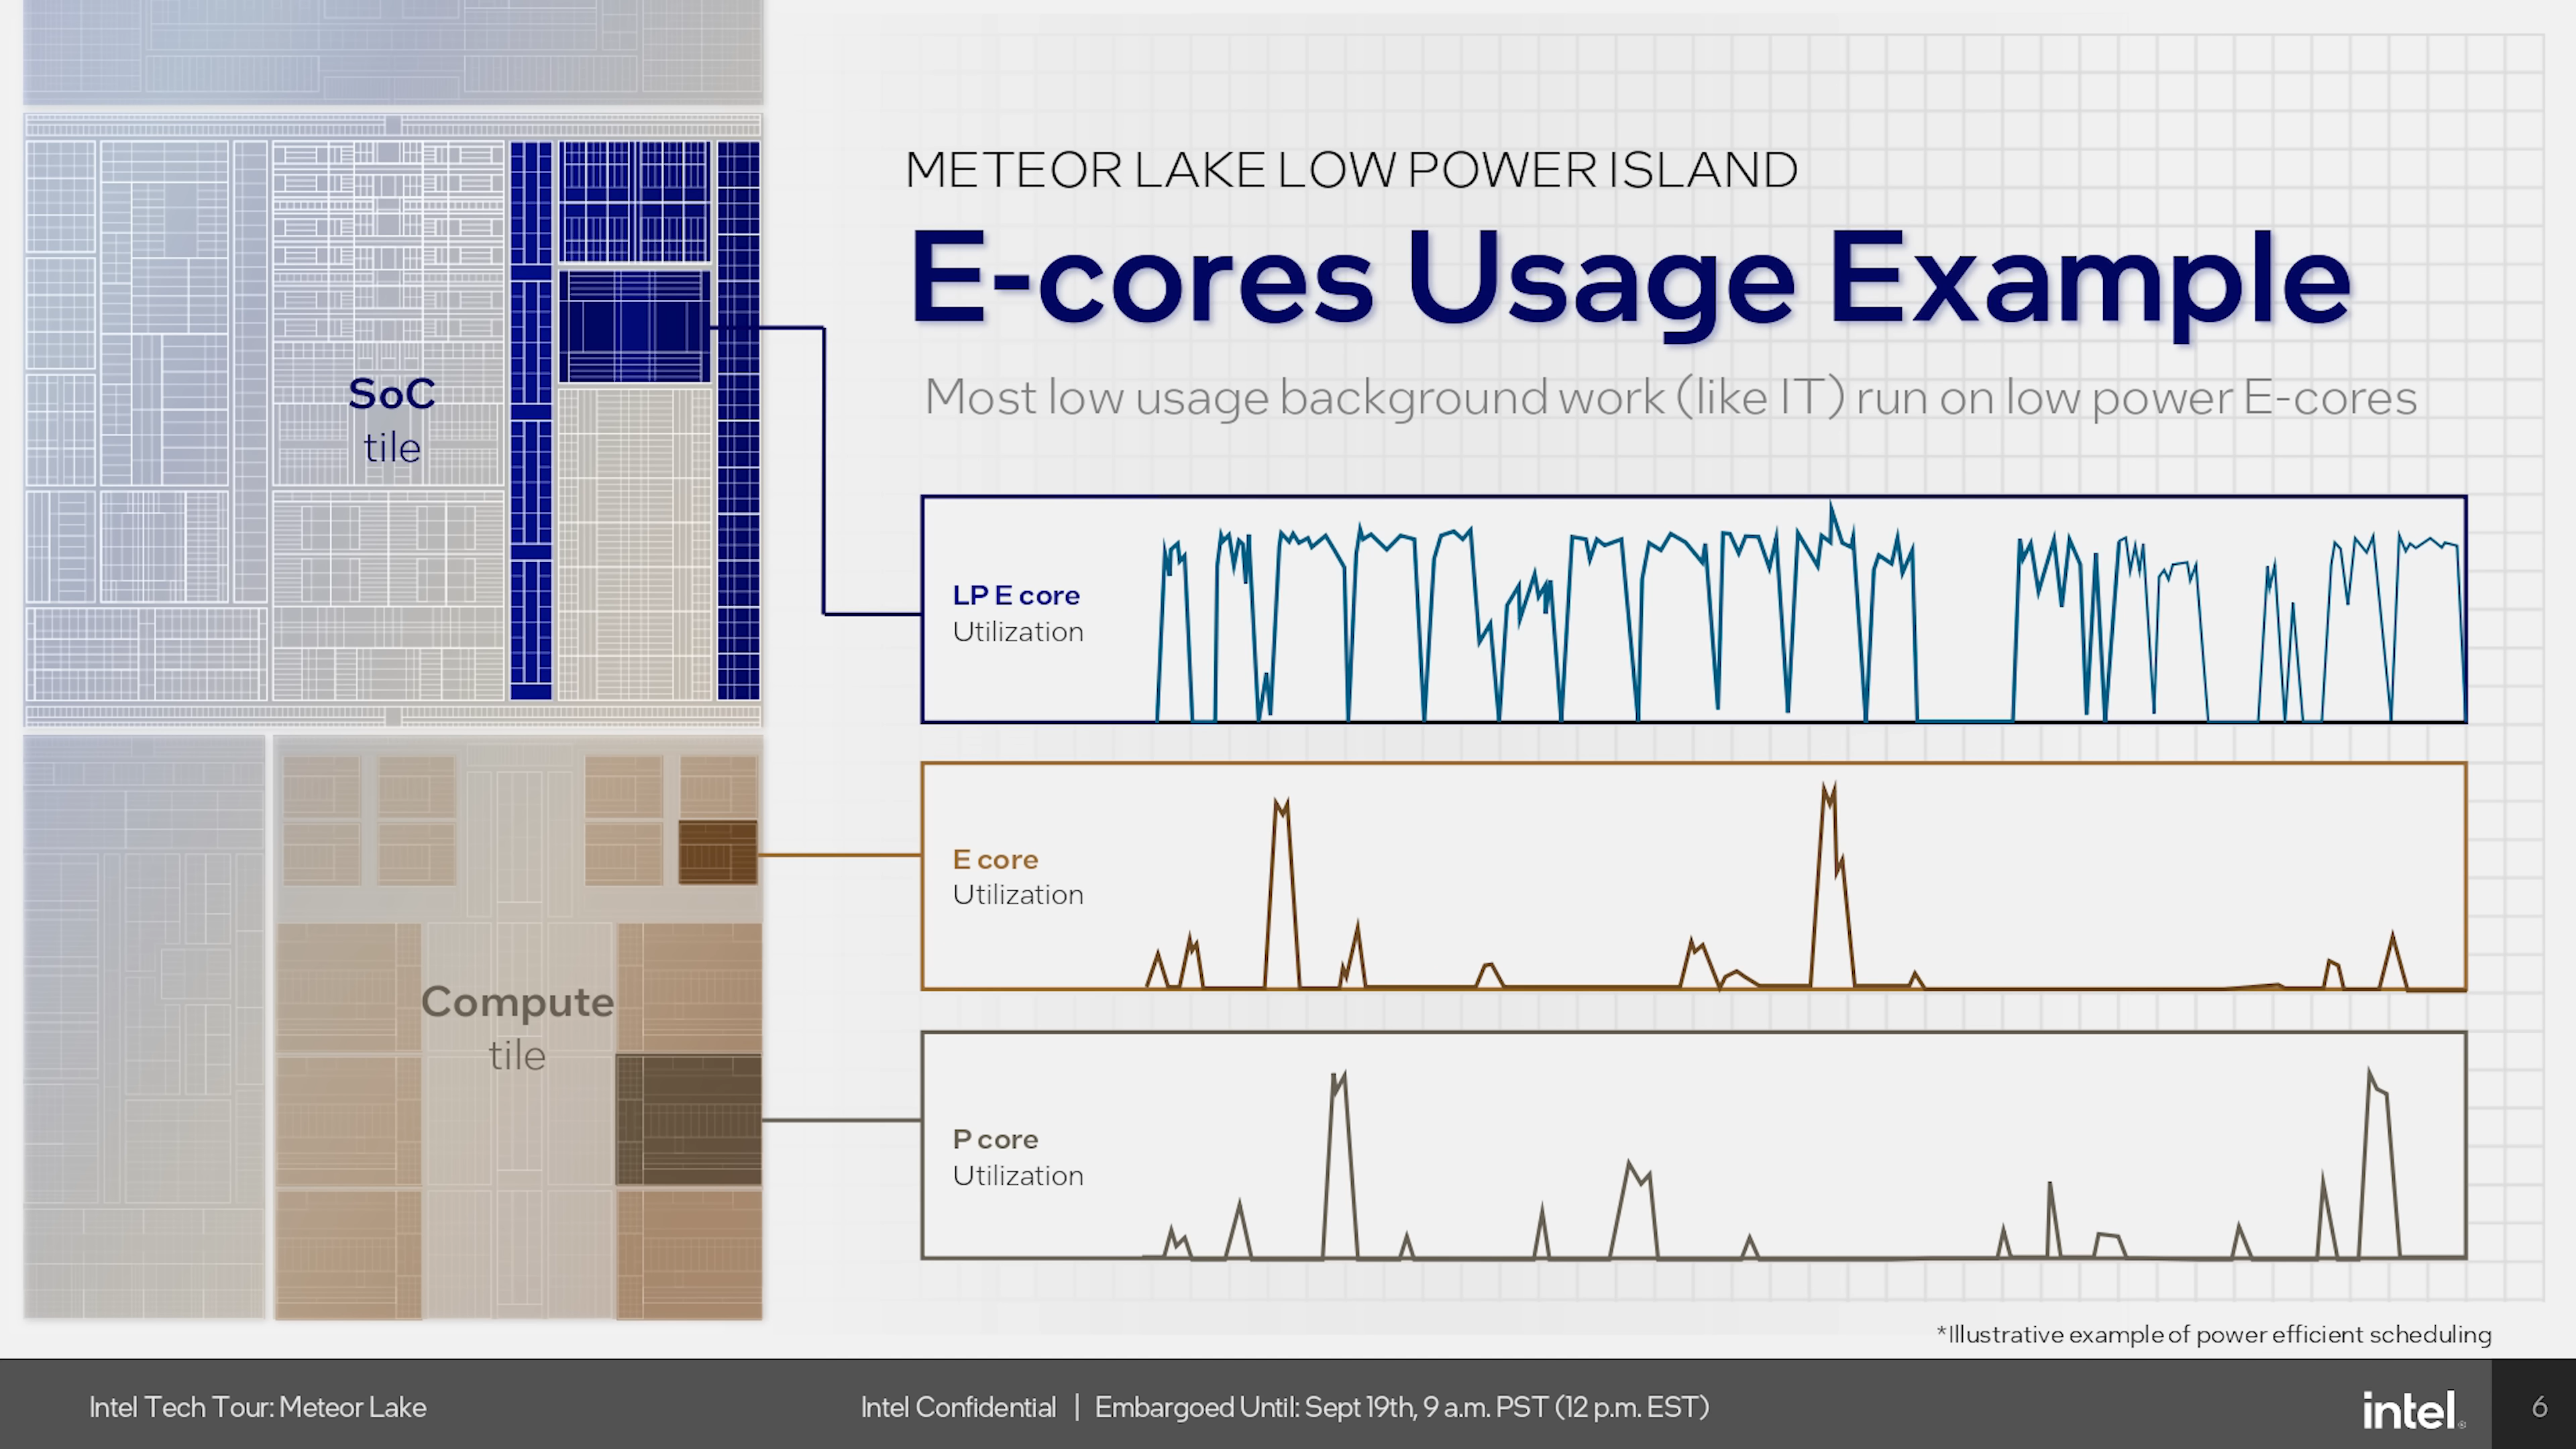 METEOR LAKE LOW POWER ISLAND
E-cores Usage Example
Most low usage background work (like IT) run on low power E-cores
SoC
tile
LP E core
Utilization
E core
Utilization
Compute
tile
P core
Utilization
*Illustrative example of power efficient scheduling
Intel Tech Tour: Meteor Lake
Intel Confidential | Embargoed Until: Sept 19th, 9 a.m. PST (12 p.m. EST)
intel.
6